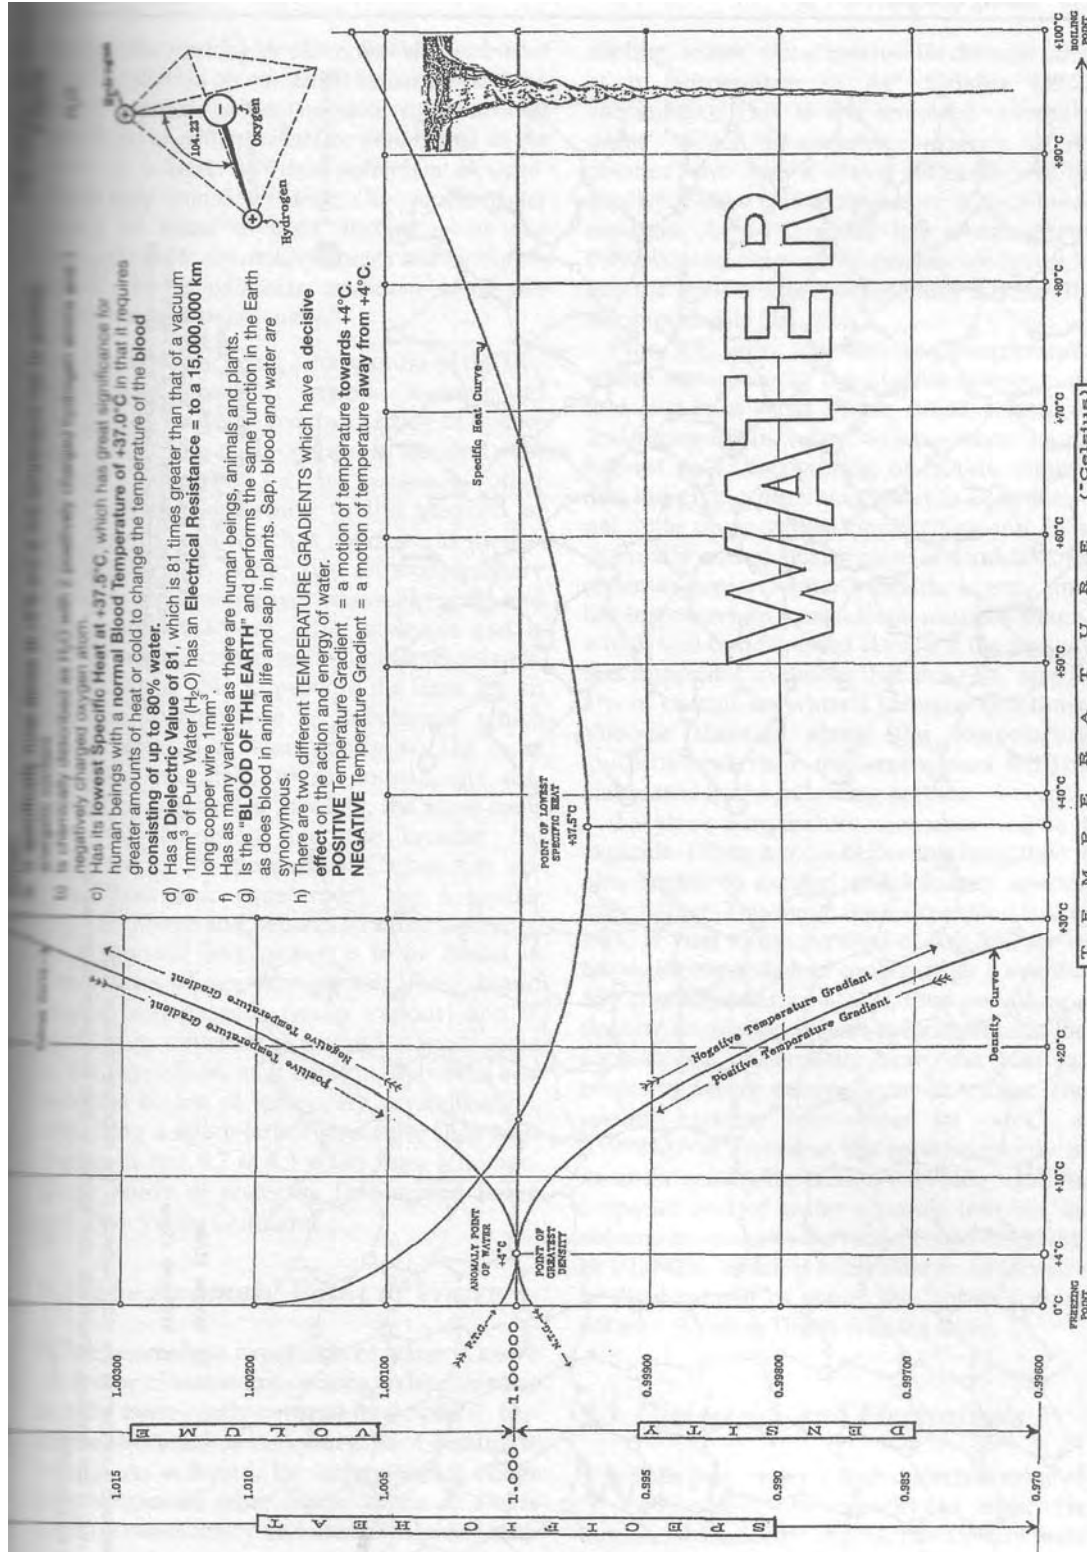 b) Is chemically described as H₂O with 2 positively charged hydrogen atoms and 1
negatively charged oxygen atom.
c) Has its lowest Specific Heat at +37.5°C, which has great significance for
human beings with a normal Blood Temperature of +37.0°C in that it requires
greater amounts of heat or cold to change the temperature of the blood
consisting of up to 80% water.
d) Has a Dielectric Value of 81, which is 81 times greater than that of a vacuum
e) 1mm³ of Pure Water (H₂O) has an Electrical Resistance = to a 15,000,000 km
long copper wire 1mm³.
f) Has as many varieties as there are human beings, animals and plants.
g) Is the "BLOOD OF THE EARTH" and performs the same function in the Earth
as does blood in animal life and sap in plants. Sap, blood and water are
synonymous.
h) There are two different TEMPERATURE GRADIENTS which have a decisive
effect on the action and energy of water.
POSITIVE Temperature Gradient = a motion of temperature towards +4°C.
NEGATIVE Temperature Gradient = a motion of temperature away from +4°C.
H₂O
Hydrogen
+
104.23°
−
Oxygen
+
Hydrogen
Positive Temperature Gradient
Negative Temperature Gradient
Specific Heat Curve
WATER
ANOMALY POINT
OF WATER
+4°C
POINT OF
GREATEST
DENSITY
POINT OF LOWEST
SPECIFIC HEAT
+37.5°C
Negative Temperature Gradient
Positive Temperature Gradient
Density Curve
P.T.G.
N.T.G.
SPECIFIC HEAT
1.015
1.010
1.005
1.0000
0.995
0.990
0.985
0.970
VOLUME
DENSITY
1.00300
1.00200
1.00100
1.00000
0.99900
0.99800
0.99700
0.99600
0°C
+4°C
+10°C
+20°C
+30°C
+40°C
+50°C
+60°C
+70°C
+80°C
+90°C
+100°C
FREEZING
POINT
TEMPERATURE (°Celsius)
BOILING
POINT